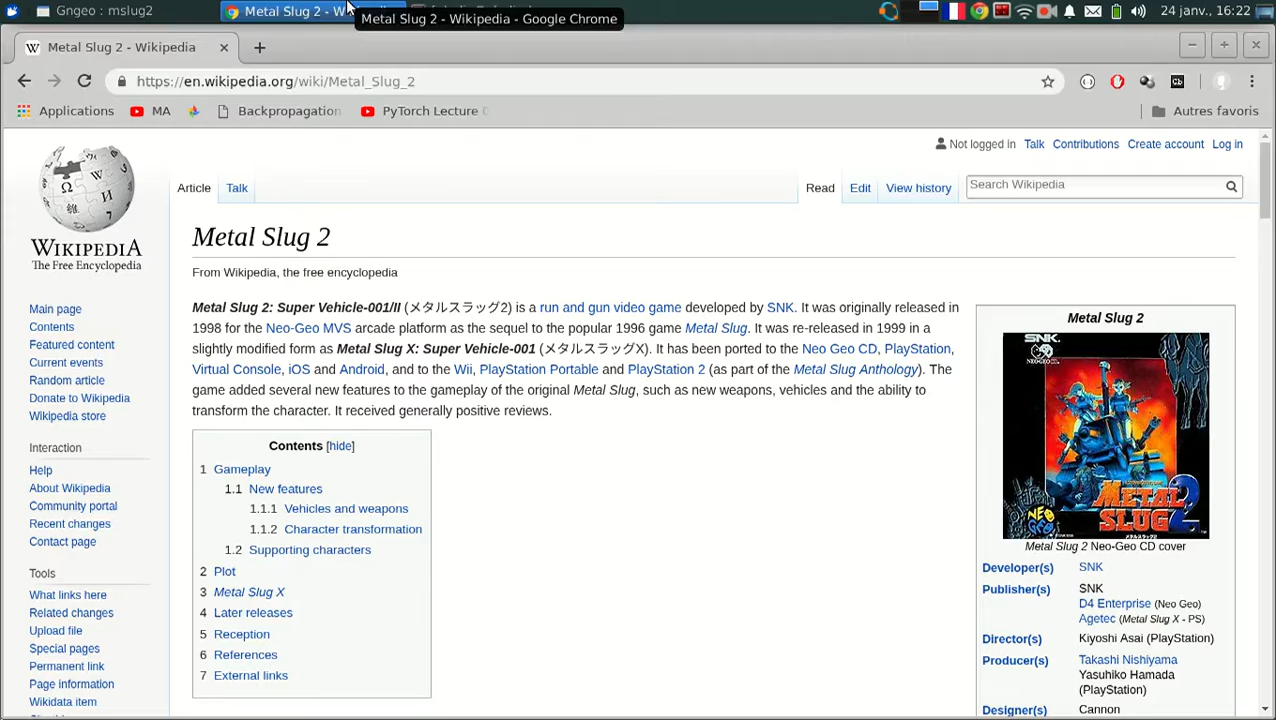 Gngeo : mslug2
Metal Slug 2 - W
24 janv., 16:22
Metal Slug 2 - Wikipedia - Google Chrome
Metal Slug 2 - Wikipedia
https://en.wikipedia.org/wiki/Metal_Slug_2
Applications
MA
Backpropagation
PyTorch Lecture
Autres favoris
Not logged in Talk Contributions Create account Log in
Article Talk Read Edit View history Search Wikipedia
WIKIPEDIA
The Free Encyclopedia
Metal Slug 2
From Wikipedia, the free encyclopedia
Metal Slug 2: Super Vehicle-001/II (メタルスラッグ2) is a run and gun video game developed by SNK. It was originally released in
1998 for the Neo-Geo MVS arcade platform as the sequel to the popular 1996 game Metal Slug. It was re-released in 1999 in a
slightly modified form as Metal Slug X: Super Vehicle-001 (メタルスラッグX). It has been ported to the Neo Geo CD, PlayStation,
Virtual Console, iOS and Android, and to the Wii, PlayStation Portable and PlayStation 2 (as part of the Metal Slug Anthology). The
game added several new features to the gameplay of the original Metal Slug, such as new weapons, vehicles and the ability to
transform the character. It received generally positive reviews.
Contents [hide]
1 Gameplay
1.1 New features
1.1.1 Vehicles and weapons
1.1.2 Character transformation
1.2 Supporting characters
2 Plot
3 Metal Slug X
4 Later releases
5 Reception
6 References
7 External links
Main page
Contents
Featured content
Current events
Random article
Donate to Wikipedia
Wikipedia store
Interaction
Help
About Wikipedia
Community portal
Recent changes
Contact page
Tools
What links here
Related changes
Upload file
Special pages
Permanent link
Page information
Wikidata item
Metal Slug 2
SNK
NEO GEO
METAL SLUG 2
Metal Slug 2 Neo-Geo CD cover
Developer(s) SNK
Publisher(s) SNK
D4 Enterprise (Neo Geo)
Agetec (Metal Slug X - PS)
Director(s) Kiyoshi Asai (PlayStation)
Producer(s) Takashi Nishiyama
Yasuhiko Hamada
(PlayStation)
Designer(s) Cannon